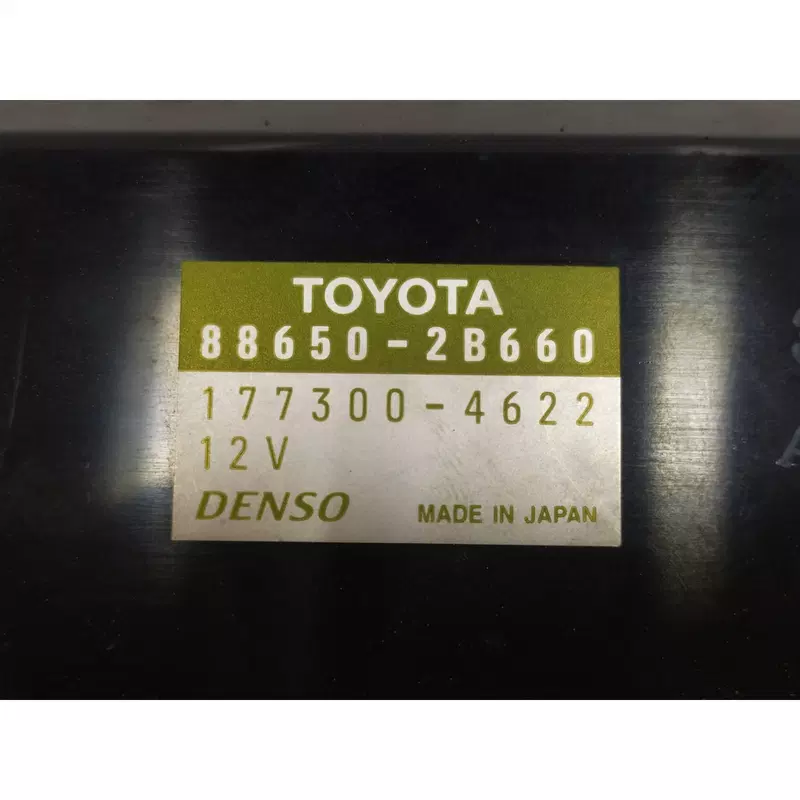 TOYOTA
88650-2B660
177300-4622
12V
DENSO MADE IN JAPAN